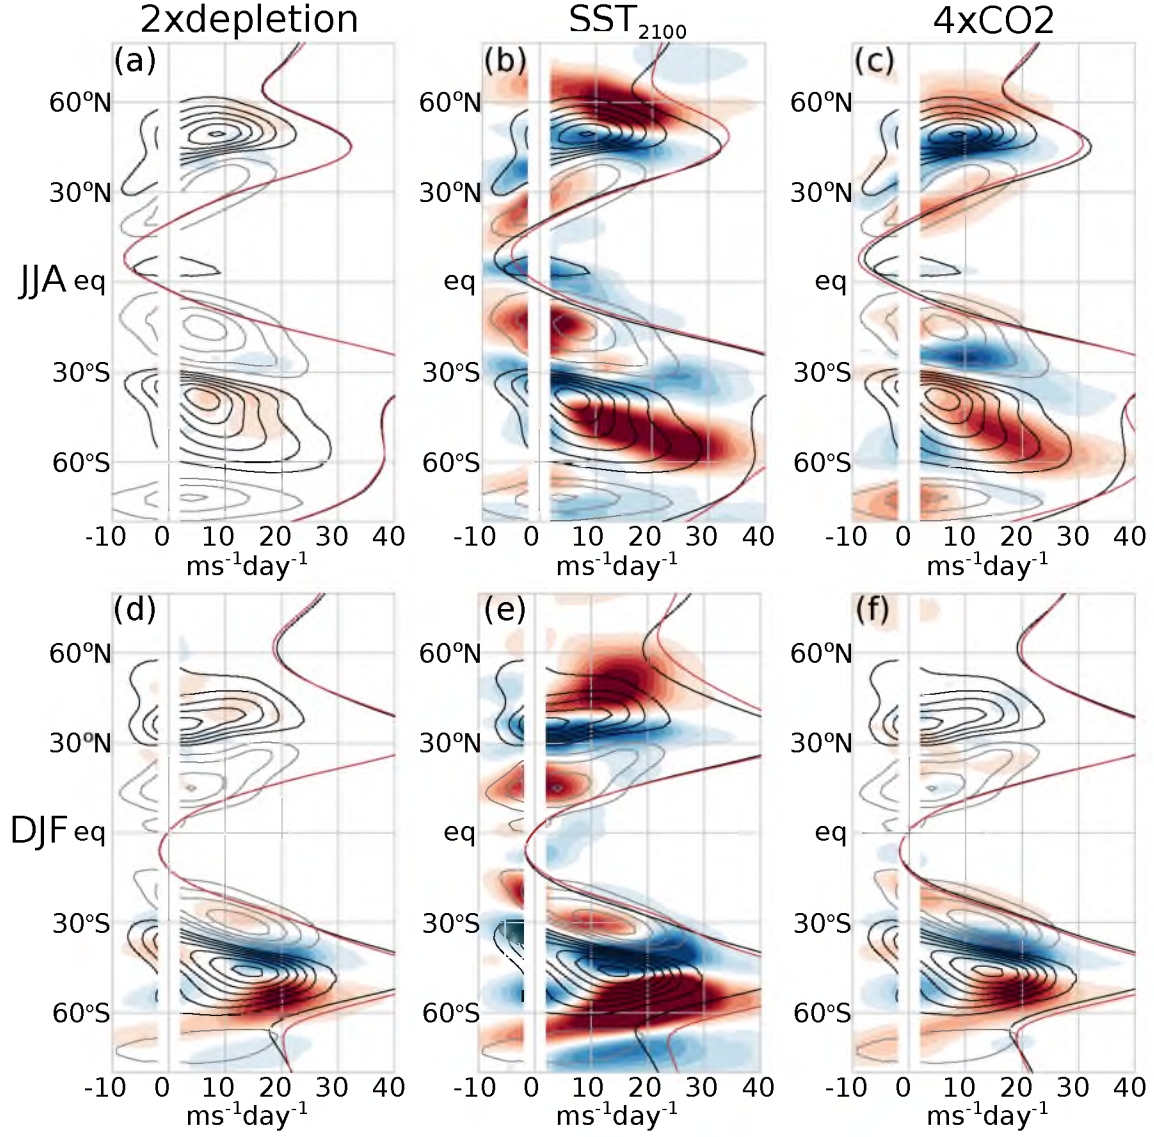 2xdepletion SST2100 4xCO2
(a) (b) (c)
60°N 60°N 60°N
30°N 30°N 30°N
JJA eq eq eq
30°S 30°S 30°S
60°S 60°S 60°S
-10 0 10 20 30 40 -10 0 10 20 30 40 -10 0 10 20 30 40
ms-1day-1 ms-1day-1 ms-1day-1
(d) (e) (f)
60°N 60°N 60°N
30°N 30°N 30°N
DJF eq eq eq
30°S 30°S 30°S
60°S 60°S 60°S
-10 0 10 20 30 40 -10 0 10 20 30 40 -10 0 10 20 30 40
ms-1day-1 ms-1day-1 ms-1day-1